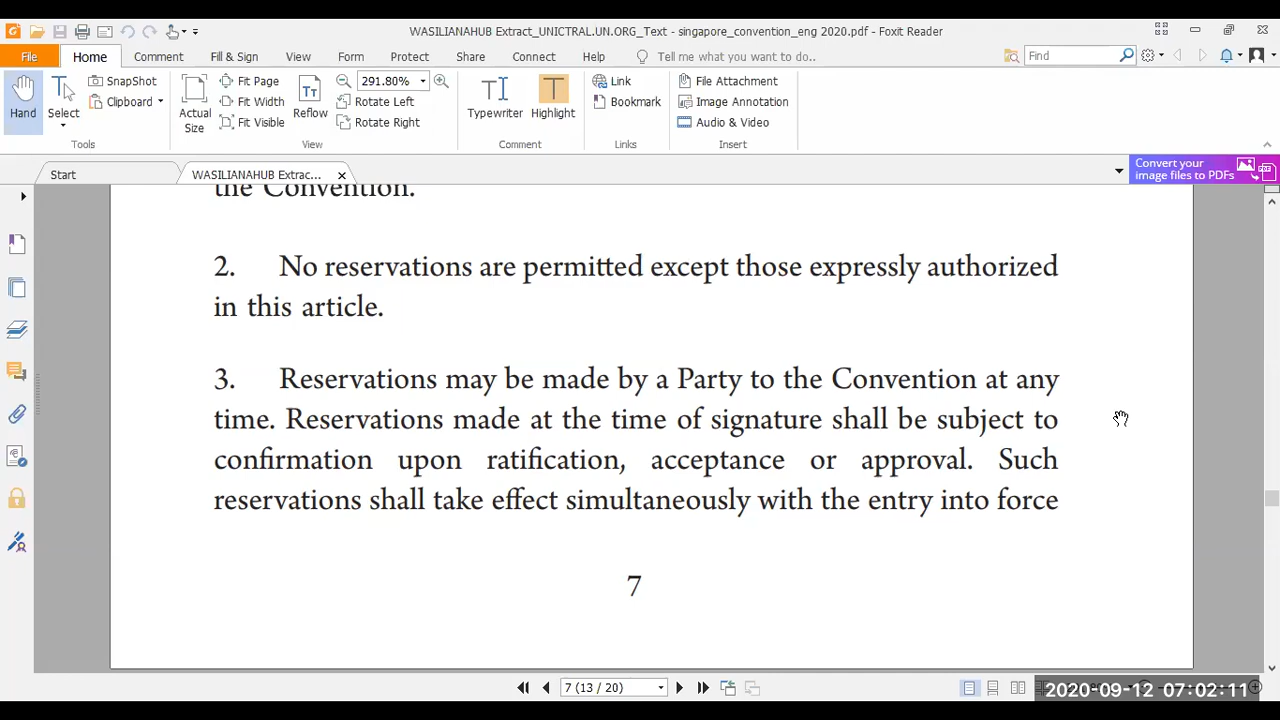 WASILIANAHUB Extract_UNICTRAL.UN.ORG_Text - singapore_convention_eng 2020.pdf - Foxit Reader
File Home Comment Fill & Sign View Form Protect Share Connect Help Tell me what you want to do.. Find
Hand
Select
SnapShot
Clipboard
Tools
Actual Size
Fit Page
Fit Width
Fit Visible
Reflow
291.80%
Rotate Left
Rotate Right
View
Typewriter
Highlight
Comment
Link
Bookmark
Links
File Attachment
Image Annotation
Audio & Video
Insert
Start
WASILIANAHUB Extrac...
Convert your
image files to PDFs
PDF
the Convention.
2. No reservations are permitted except those expressly authorized
in this article.
3. Reservations may be made by a Party to the Convention at any
time. Reservations made at the time of signature shall be subject to
confirmation upon ratification, acceptance or approval. Such
reservations shall take effect simultaneously with the entry into force
7
7 (13 / 20)
2020-09-12 07:02:11